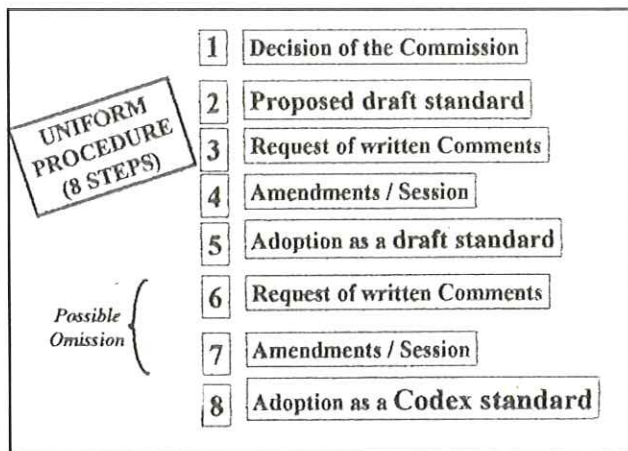 UNIFORM
PROCEDURE
(8 STEPS)
1 Decision of the Commission
2 Proposed draft standard
3 Request of written Comments
4 Amendments / Session
5 Adoption as a draft standard
Possible
Omission
6 Request of written Comments
7 Amendments / Session
8 Adoption as a Codex standard